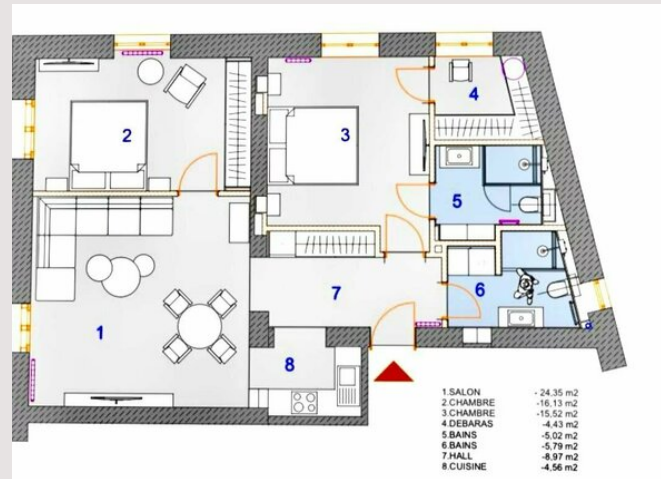 2
3
4
5
6
7
1
8
1.SALON - 24,35 m2
2.CHAMBRE -16,13 m2
3.CHAMBRE -15,52 m2
4.DEBARAS -4,43 m2
5.BAINS -5,02 m2
6.BAINS -5,79 m2
7.HALL -8,97 m2
8.CUISINE -4,56 m2